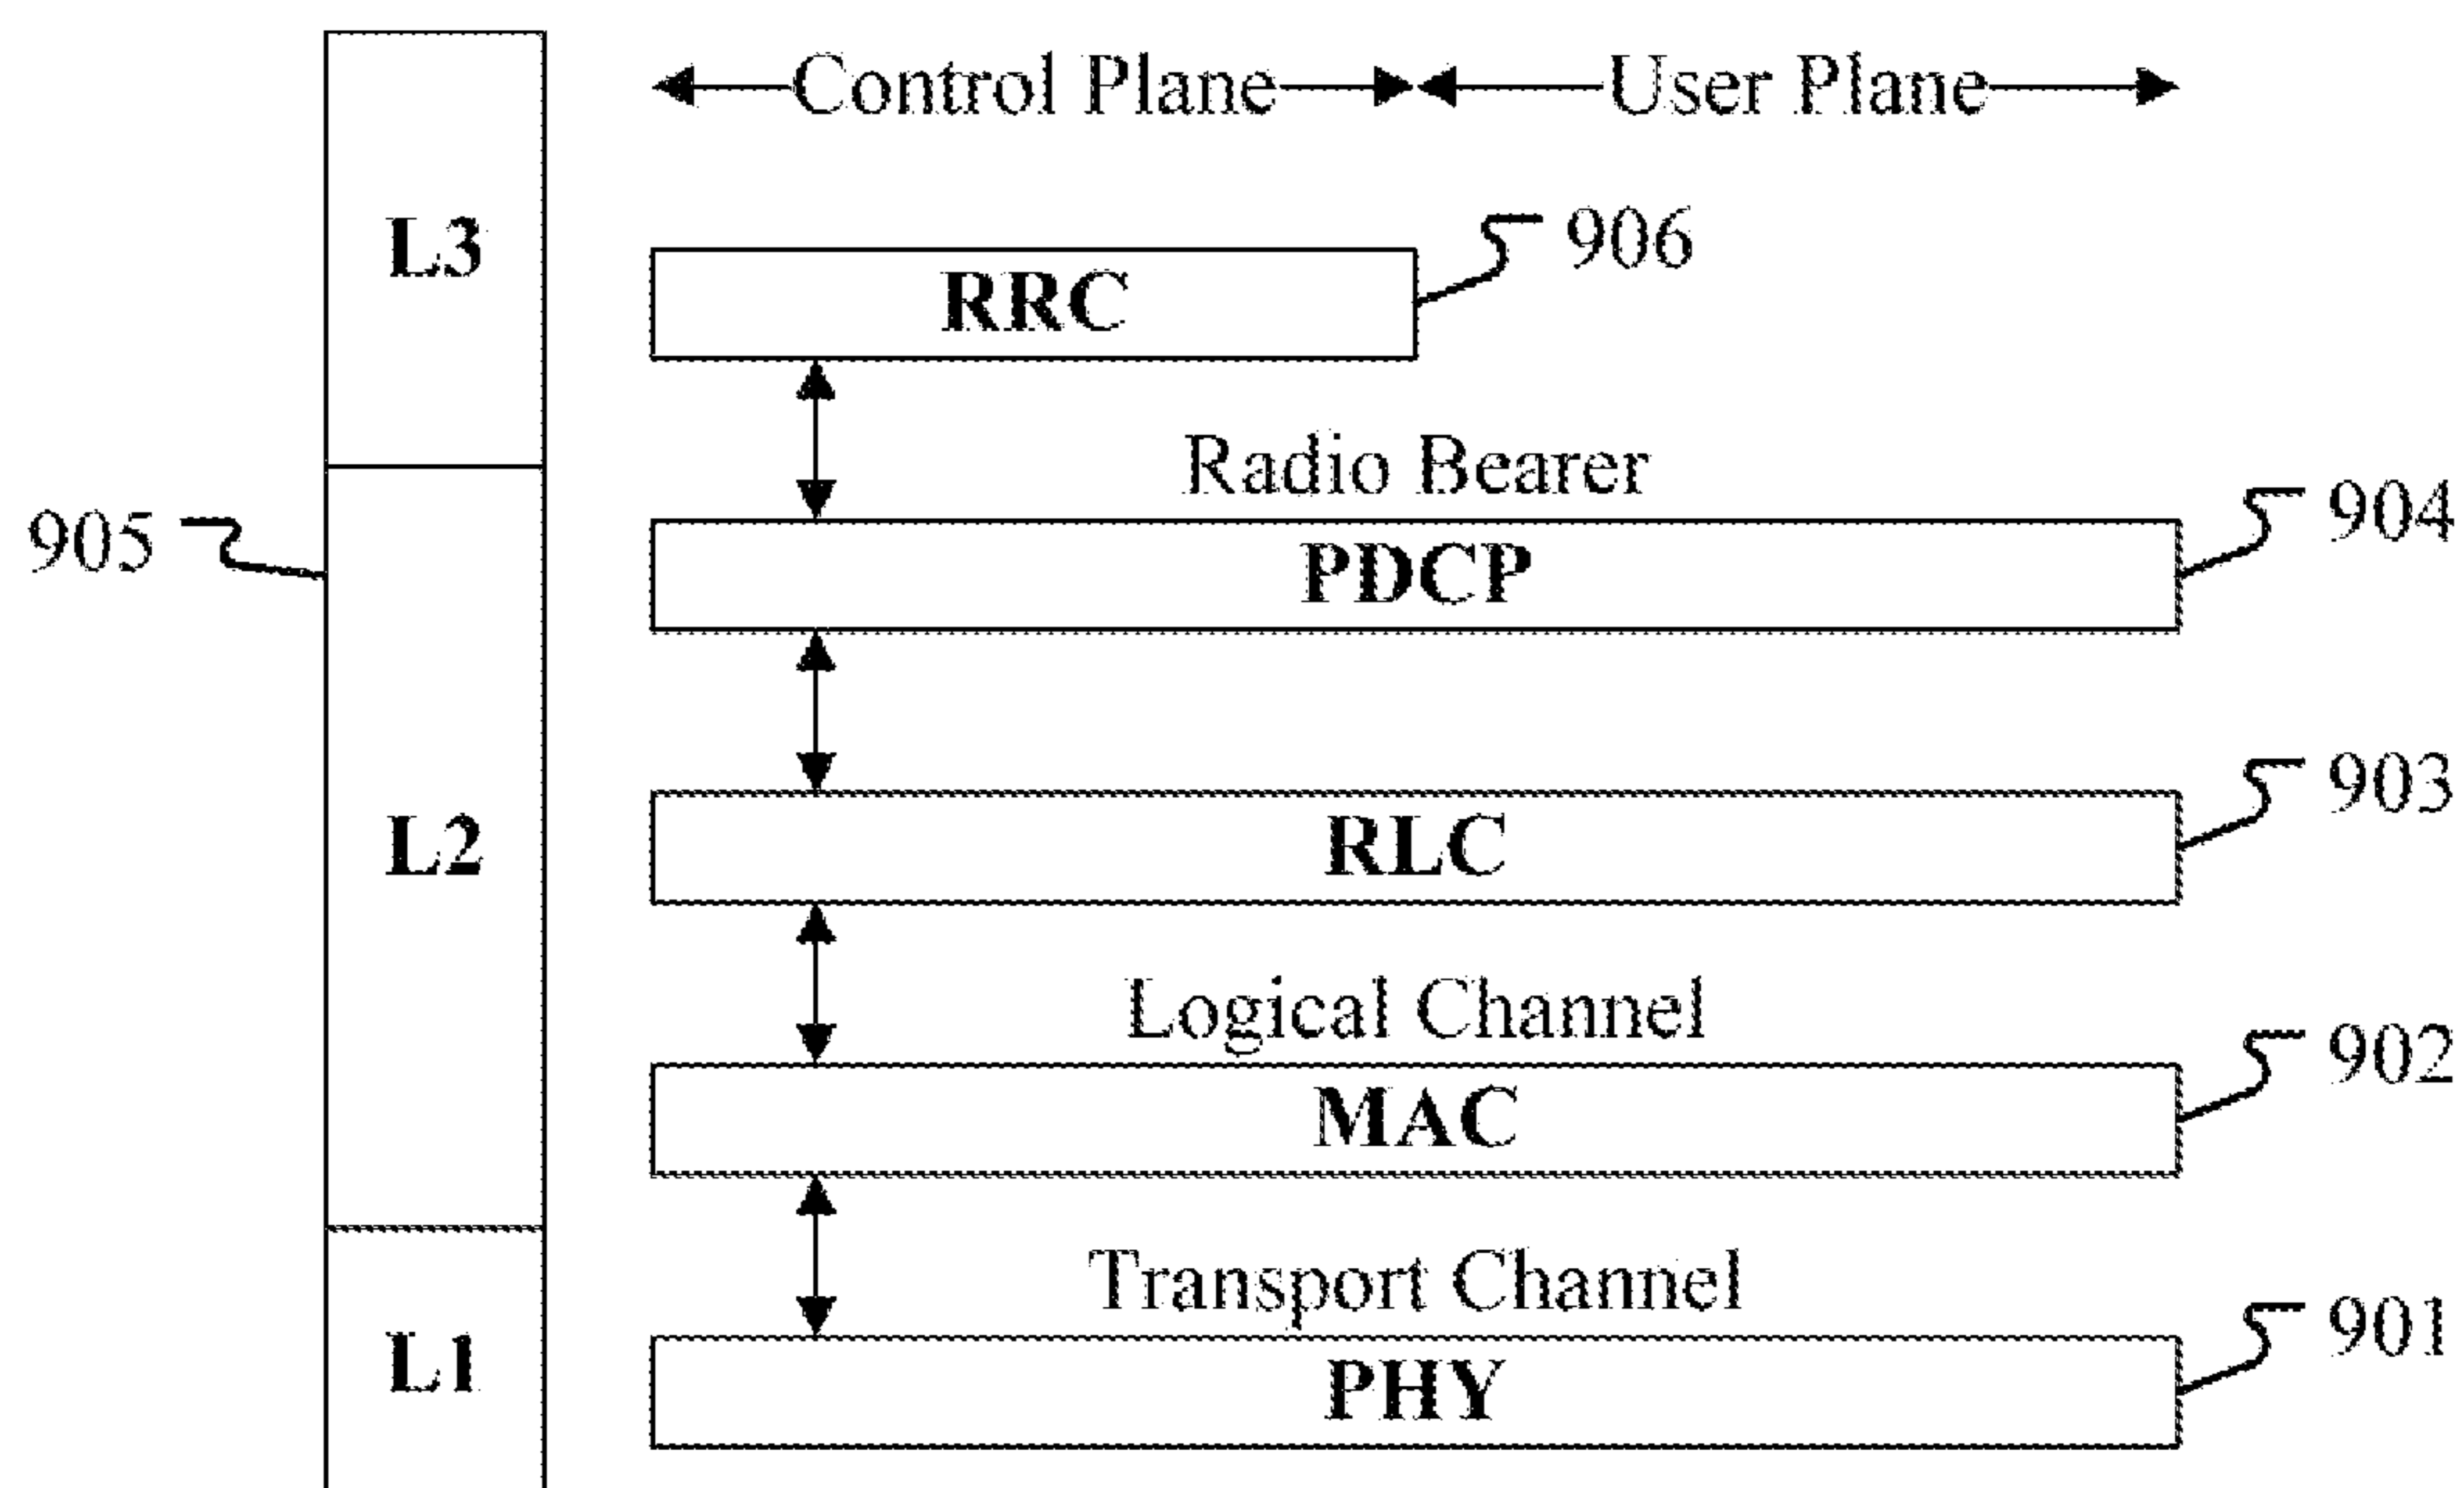 Control Plane User Plane
L3
906
RRC
Radio Bearer
905
904
PDCP
903
L2
RLC
Logical Channel
902
MAC
Transport Channel
901
L1
PHY